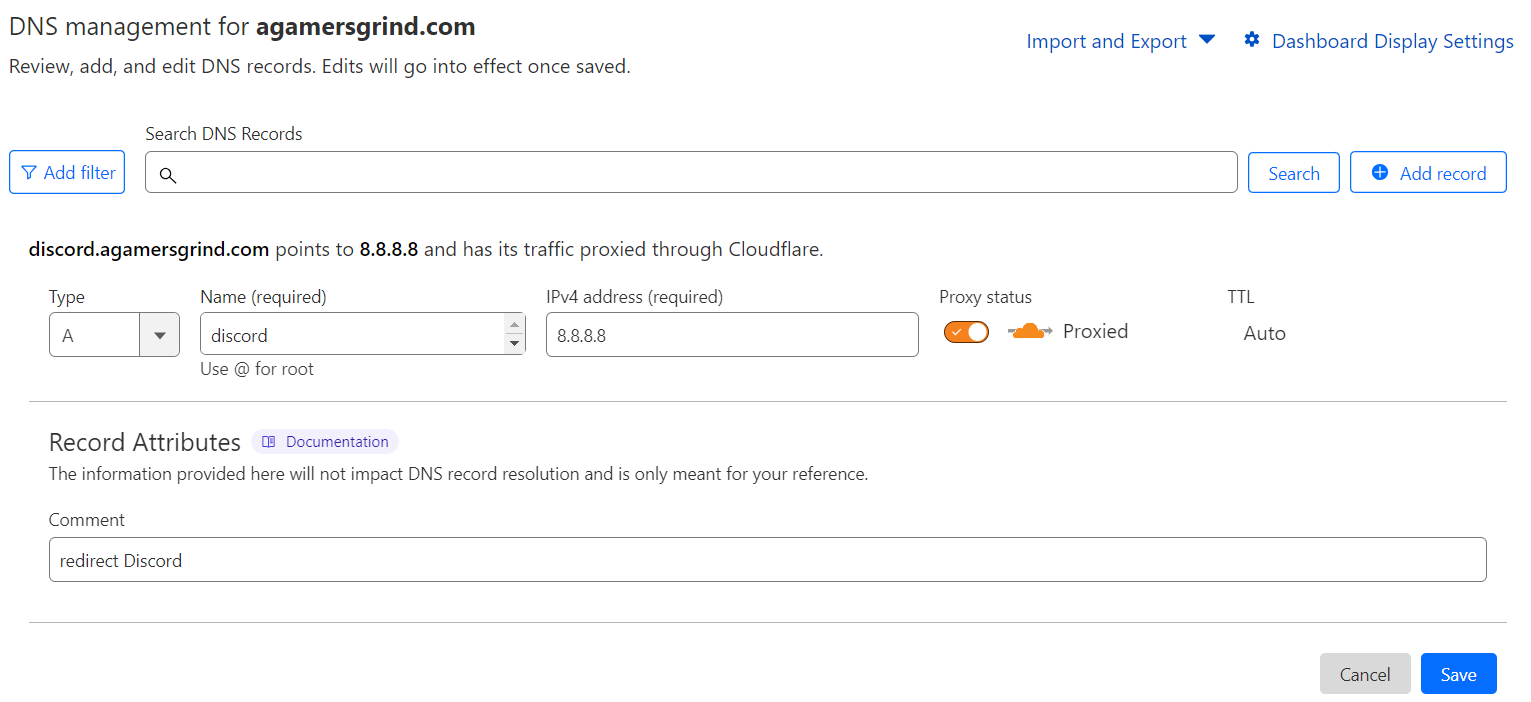 DNS management for agamersgrind.com
Import and Export
Dashboard Display Settings
Review, add, and edit DNS records. Edits will go into effect once saved.
Search DNS Records
Add filter
Search
Add record
discord.agamersgrind.com points to 8.8.8.8 and has its traffic proxied through Cloudflare.
Type
Name (required)
IPv4 address (required)
Proxy status
TTL
A
discord
8.8.8.8
Proxied
Auto
Use @ for root
Record Attributes
Documentation
The information provided here will not impact DNS record resolution and is only meant for your reference.
Comment
redirect Discord
Cancel
Save